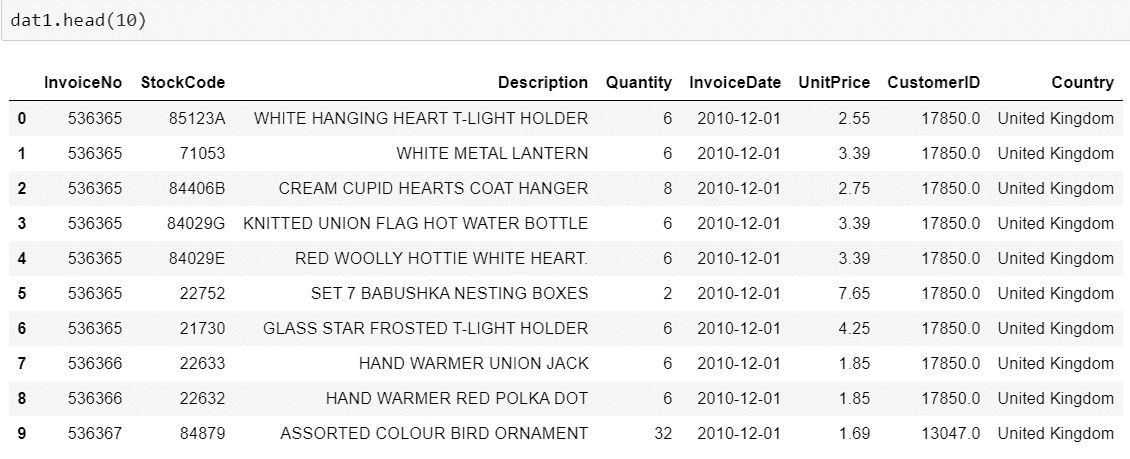 dat1.head(10)
InvoiceNo StockCode Description Quantity InvoiceDate UnitPrice CustomerID Country
0 536365 85123A WHITE HANGING HEART T-LIGHT HOLDER 6 2010-12-01 2.55 17850.0 United Kingdom
1 536365 71053 WHITE METAL LANTERN 6 2010-12-01 3.39 17850.0 United Kingdom
2 536365 84406B CREAM CUPID HEARTS COAT HANGER 8 2010-12-01 2.75 17850.0 United Kingdom
3 536365 84029G KNITTED UNION FLAG HOT WATER BOTTLE 6 2010-12-01 3.39 17850.0 United Kingdom
4 536365 84029E RED WOOLLY HOTTIE WHITE HEART. 6 2010-12-01 3.39 17850.0 United Kingdom
5 536365 22752 SET 7 BABUSHKA NESTING BOXES 2 2010-12-01 7.65 17850.0 United Kingdom
6 536365 21730 GLASS STAR FROSTED T-LIGHT HOLDER 6 2010-12-01 4.25 17850.0 United Kingdom
7 536366 22633 HAND WARMER UNION JACK 6 2010-12-01 1.85 17850.0 United Kingdom
8 536366 22632 HAND WARMER RED POLKA DOT 6 2010-12-01 1.85 17850.0 United Kingdom
9 536367 84879 ASSORTED COLOUR BIRD ORNAMENT 32 2010-12-01 1.69 13047.0 United Kingdom